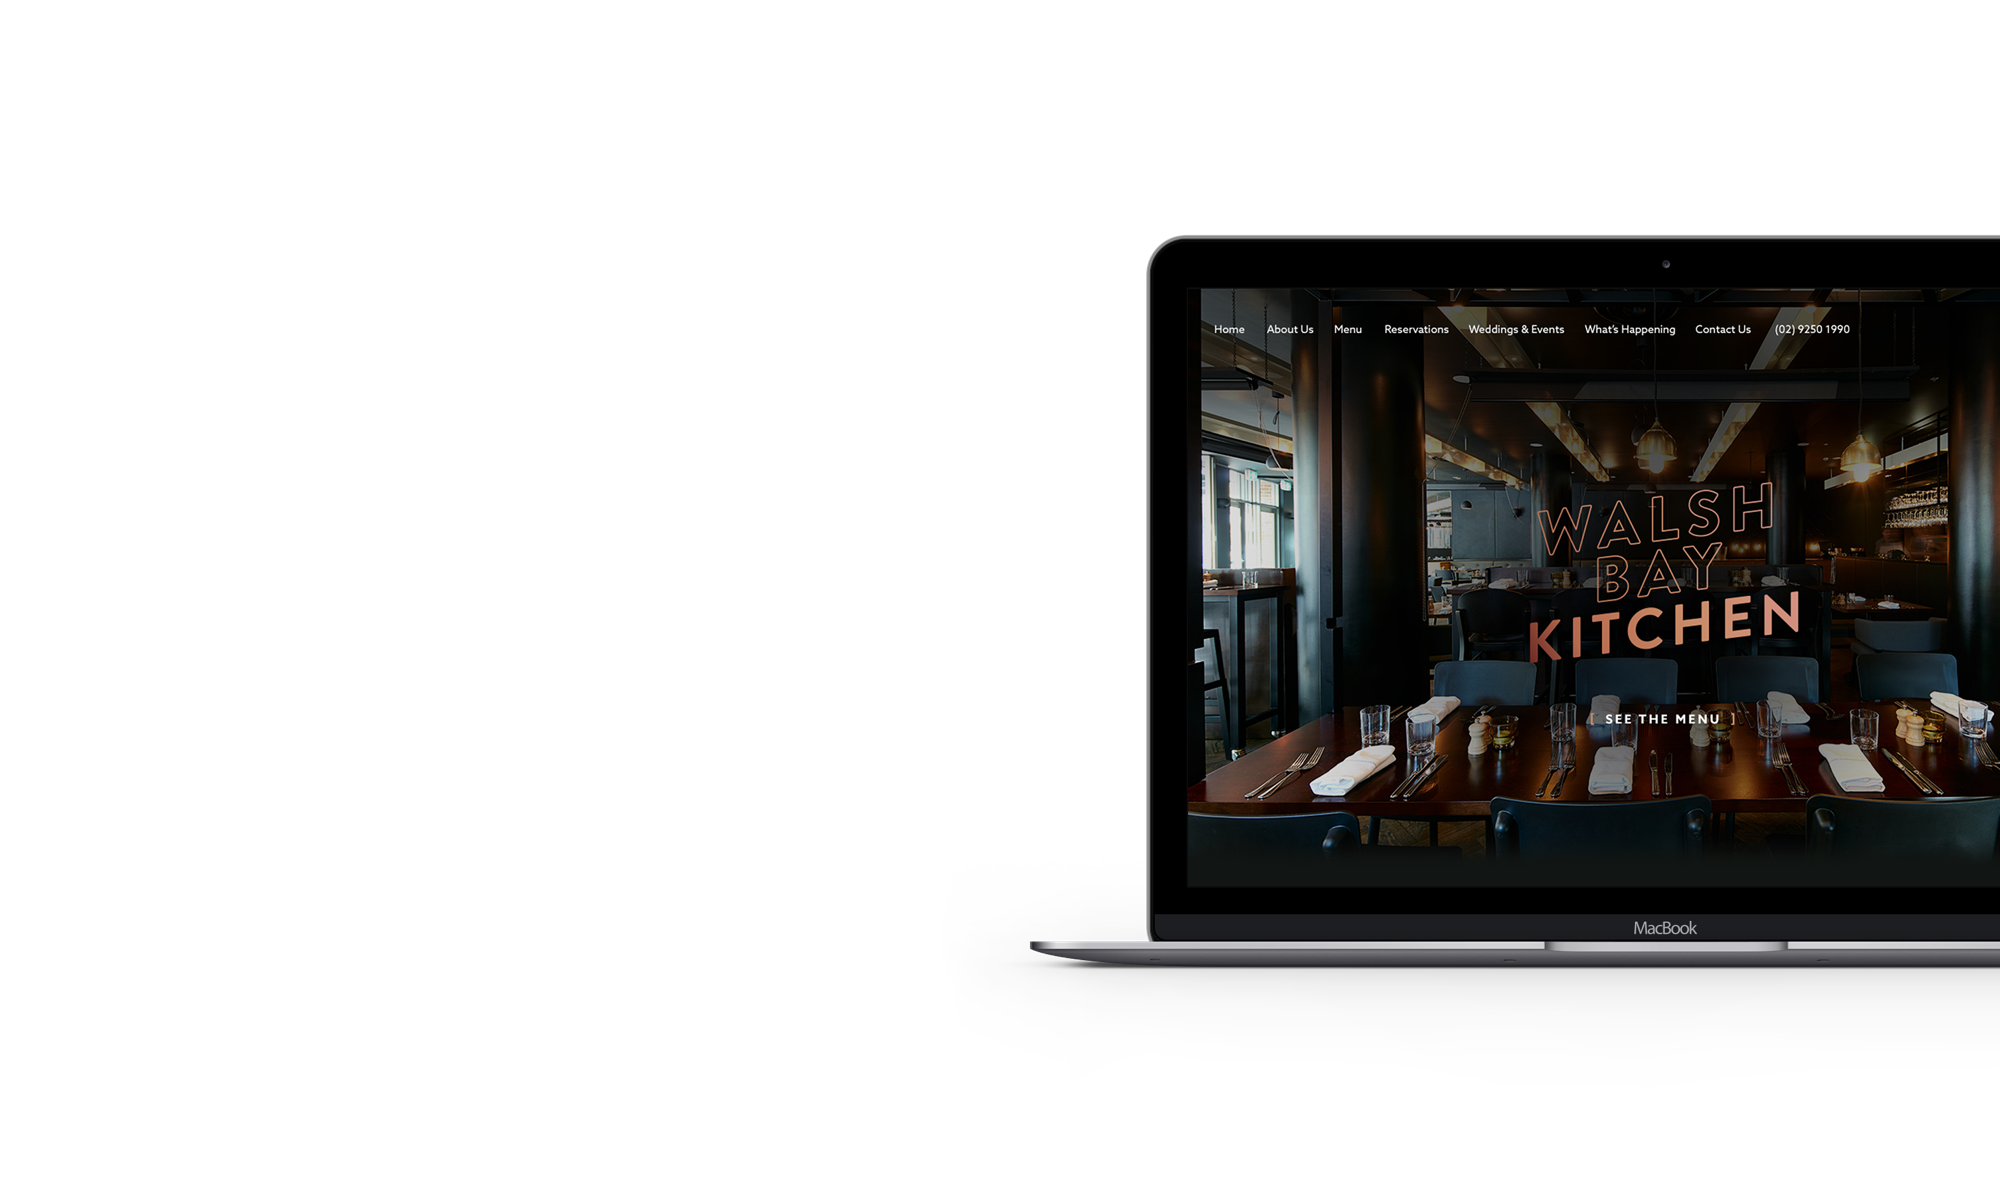 Home About Us Menu Reservations Weddings & Events What's Happening Contact Us (02) 9250 1990
WALSH
BAY
KITCHEN
[ SEE THE MENU ]
MacBook